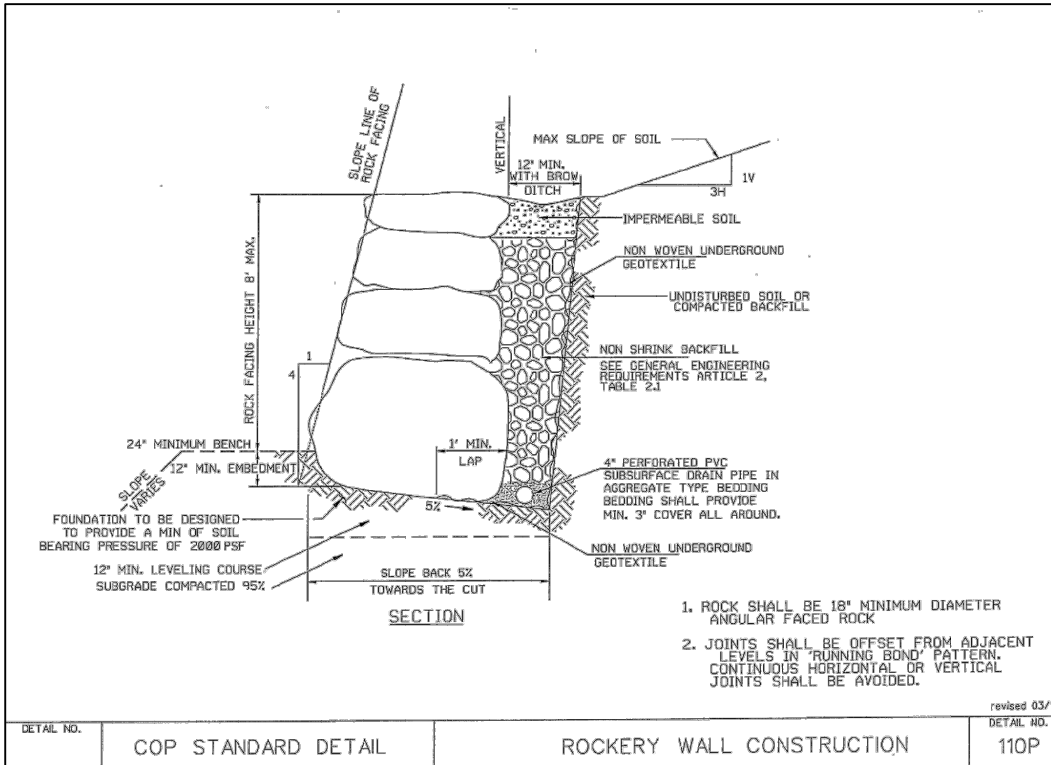 SLOPE LINE OF
ROCK FACING
VERTICAL
12" MIN.
WITH BROW
DITCH
MAX SLOPE OF SOIL
1V
3H
IMPERMEABLE SOIL
NON WOVEN UNDERGROUND
GEOTEXTILE
UNDISTURBED SOIL OR
COMPACTED BACKFILL
ROCK FACING HEIGHT 8' MAX.
NON SHRINK BACKFILL
SEE GENERAL ENGINEERING
REQUIREMENTS ARTICLE 2,
TABLE 2.1
1
4
24" MINIMUM BENCH
12" MIN. EMBEDMENT
SLOPE
VARIES
1' MIN.
LAP
4" PERFORATED PVC
SUBSURFACE DRAIN PIPE IN
AGGREGATE TYPE BEDDING
BEDDING SHALL PROVIDE
MIN. 3" COVER ALL AROUND.
5%
FOUNDATION TO BE DESIGNED
TO PROVIDE A MIN OF SOIL
BEARING PRESSURE OF 2000 PSF
NON WOVEN UNDERGROUND
GEOTEXTILE
12" MIN. LEVELING COURSE
SUBGRADE COMPACTED 95%
SLOPE BACK 5%
TOWARDS THE CUT
SECTION
1. ROCK SHALL BE 18" MINIMUM DIAMETER
ANGULAR FACED ROCK
2. JOINTS SHALL BE OFFSET FROM ADJACENT
LEVELS IN 'RUNNING BOND' PATTERN.
CONTINUOUS HORIZONTAL OR VERTICAL
JOINTS SHALL BE AVOIDED.
revised 03/
DETAIL NO.
COP STANDARD DETAIL
ROCKERY WALL CONSTRUCTION
DETAIL NO.
110P